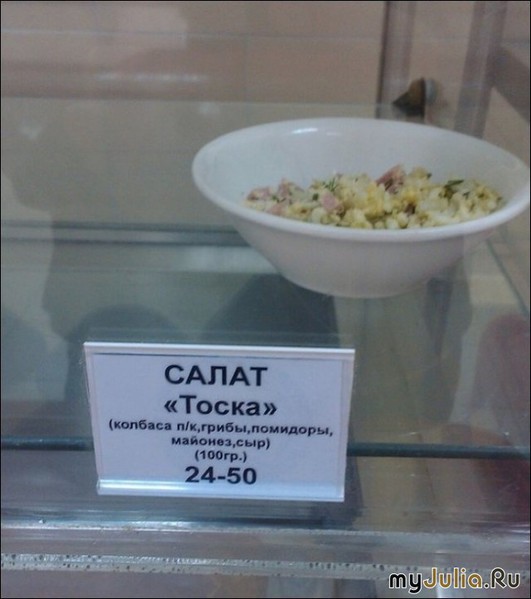 САЛАТ
«Тоска»
(колбаса п/к,грибы,помидоры,
майонез,сыр)
(100гр.)
24-50
myJulia.Ru